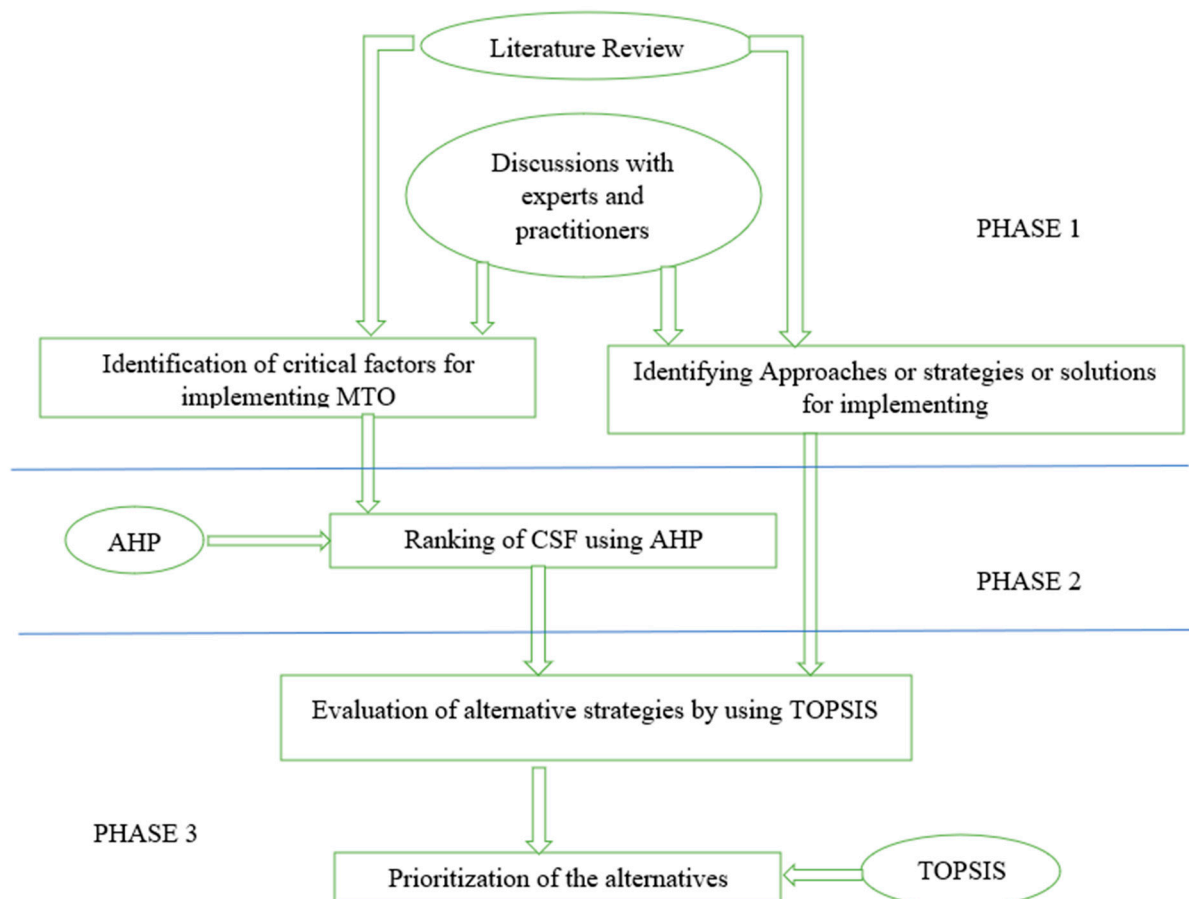 Literature Review
Discussions with
experts and
practitioners
PHASE 1
Identification of critical factors for
implementing MTO
Identifying Approaches or strategies or solutions
for implementing
AHP
Ranking of CSF using AHP
PHASE 2
Evaluation of alternative strategies by using TOPSIS
PHASE 3
Prioritization of the alternatives
TOPSIS